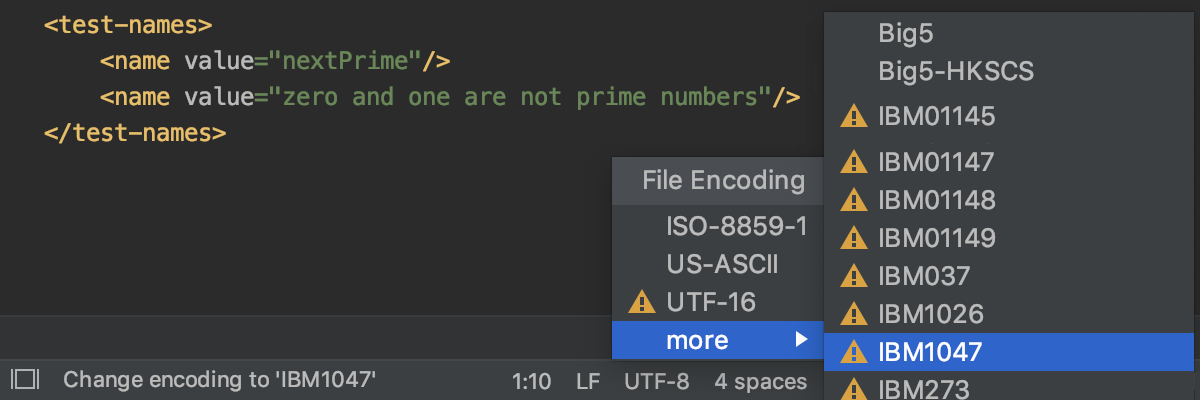 <test-names>
<name value="nextPrime"/>
<name value="zero and one are not prime numbers"/>
</test-names>
File Encoding
ISO-8859-1
US-ASCII
UTF-16
more
Big5
Big5-HKSCS
IBM01145
IBM01147
IBM01148
IBM01149
IBM037
IBM1026
IBM1047
IBM273
Change encoding to 'IBM1047' 1:10 LF UTF-8 4 spaces